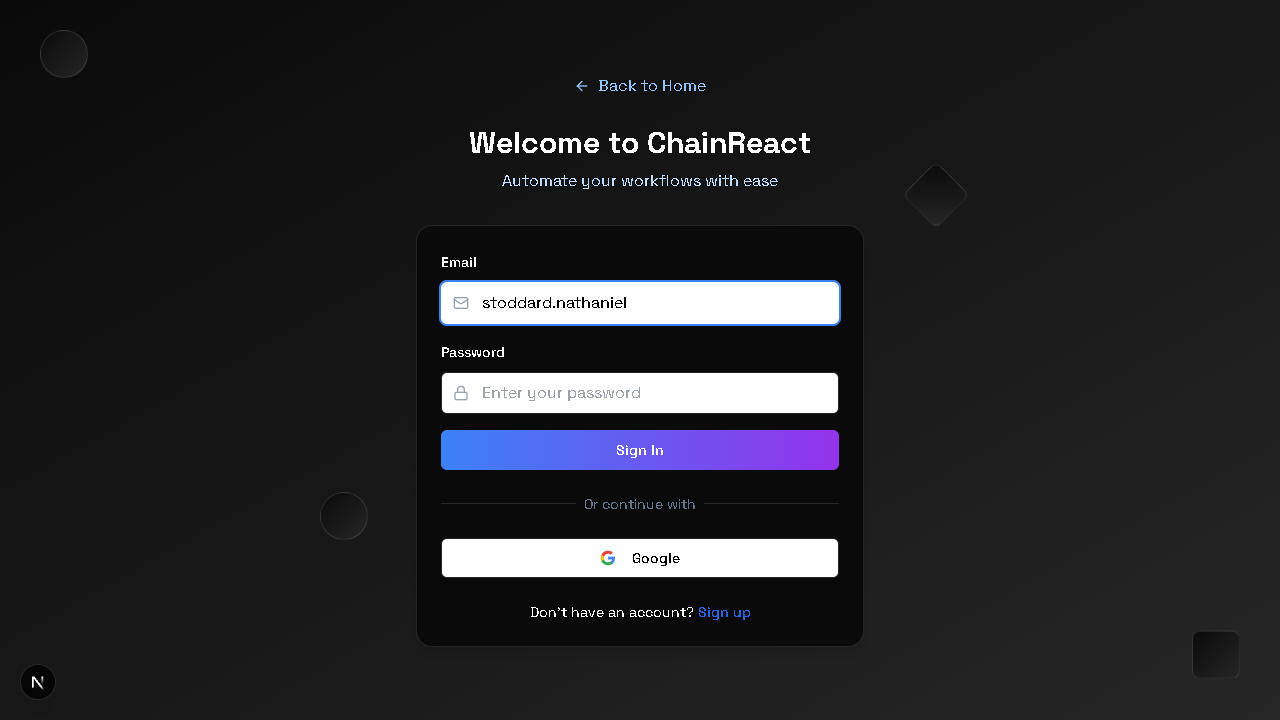 Back to Home
Welcome to ChainReact
Automate your workflows with ease
Email
stoddard.nathaniel
Password
Enter your password
Sign In
Or continue with
Google
Don't have an account? Sign up
N